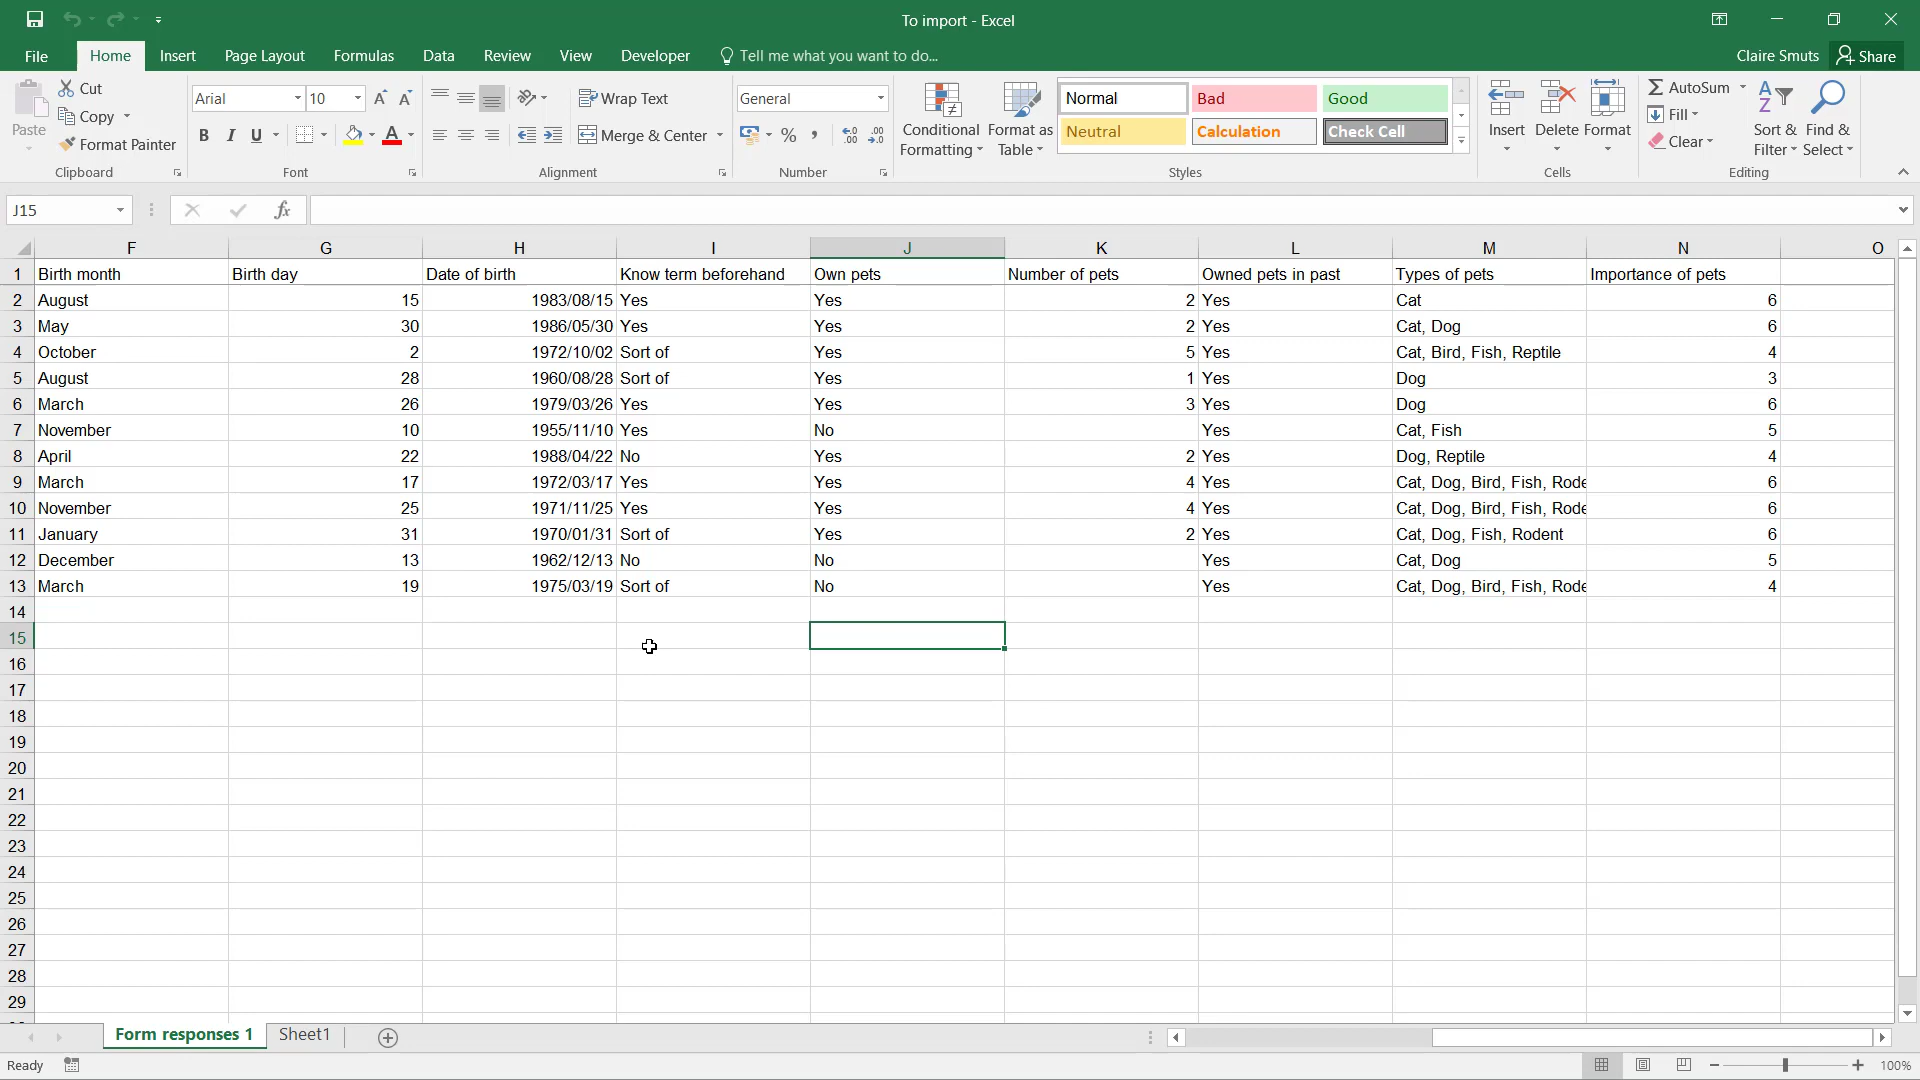 To import - Excel
File Home Insert Page Layout Formulas Data Review View Developer Tell me what you want to do... Claire Smuts Share
Paste Cut Copy Format Painter Clipboard
Arial 10 B I U A Font
Wrap Text Merge & Center Alignment
General % , Number
Conditional Formatting Format as Table Normal Bad Good Neutral Calculation Check Cell Styles
Insert Delete Format Cells
AutoSum Fill Clear Sort & Filter Find & Select Editing
J15 fx
F G H I J K L M N O
1 Birth month Birth day Date of birth Know term beforehand Own pets Number of pets Owned pets in past Types of pets Importance of pets
2 August 15 1983/08/15 Yes Yes 2 Yes Cat 6
3 May 30 1986/05/30 Yes Yes 2 Yes Cat, Dog 6
4 October 2 1972/10/02 Sort of Yes 5 Yes Cat, Bird, Fish, Reptile 4
5 August 28 1960/08/28 Sort of Yes 1 Yes Dog 3
6 March 26 1979/03/26 Yes Yes 3 Yes Dog 6
7 November 10 1955/11/10 Yes No Yes Cat, Fish 5
8 April 22 1988/04/22 No Yes 2 Yes Dog, Reptile 4
9 March 17 1972/03/17 Yes Yes 4 Yes Cat, Dog, Bird, Fish, Rode 6
10 November 25 1971/11/25 Yes Yes 4 Yes Cat, Dog, Bird, Fish, Rode 6
11 January 31 1970/01/31 Sort of Yes 2 Yes Cat, Dog, Fish, Rodent 6
12 December 13 1962/12/13 No No Yes Cat, Dog 5
13 March 19 1975/03/19 Sort of No Yes Cat, Dog, Bird, Fish, Rode 4
14
15
16
17
18
19
20
21
22
23
24
25
26
27
28
29
Form responses 1 Sheet1
Ready 100%